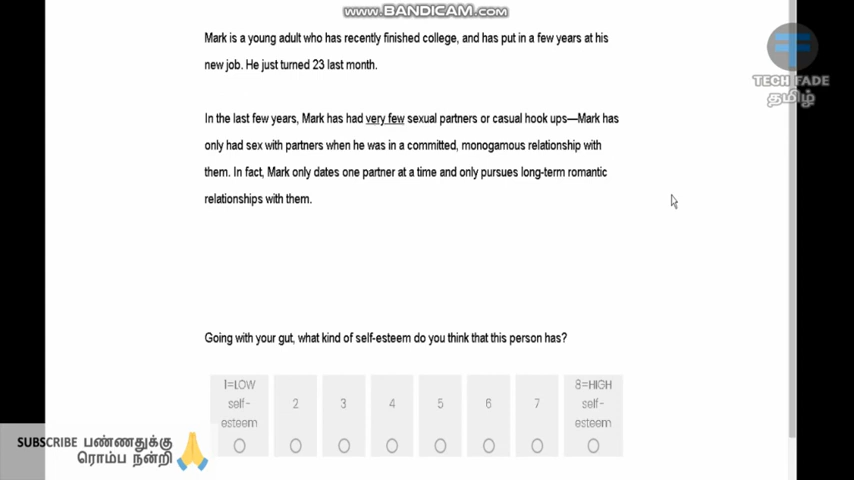 www.BANDICAM.com
Mark is a young adult who has recently finished college, and has put in a few years at his
new job. He just turned 23 last month.
TECH FADE
தமிழ்
In the last few years, Mark has had very few sexual partners or casual hook ups—Mark has
only had sex with partners when he was in a committed, monogamous relationship with
them. In fact, Mark only dates one partner at a time and only pursues long-term romantic
relationships with them.
Going with your gut, what kind of self-esteem do you think that this person has?
1=LOW
self-
esteem
2
3
4
5
6
7
8=HIGH
self-
esteem
SUBSCRIBE பண்ணதுக்கு
ரொம்ப நன்றி